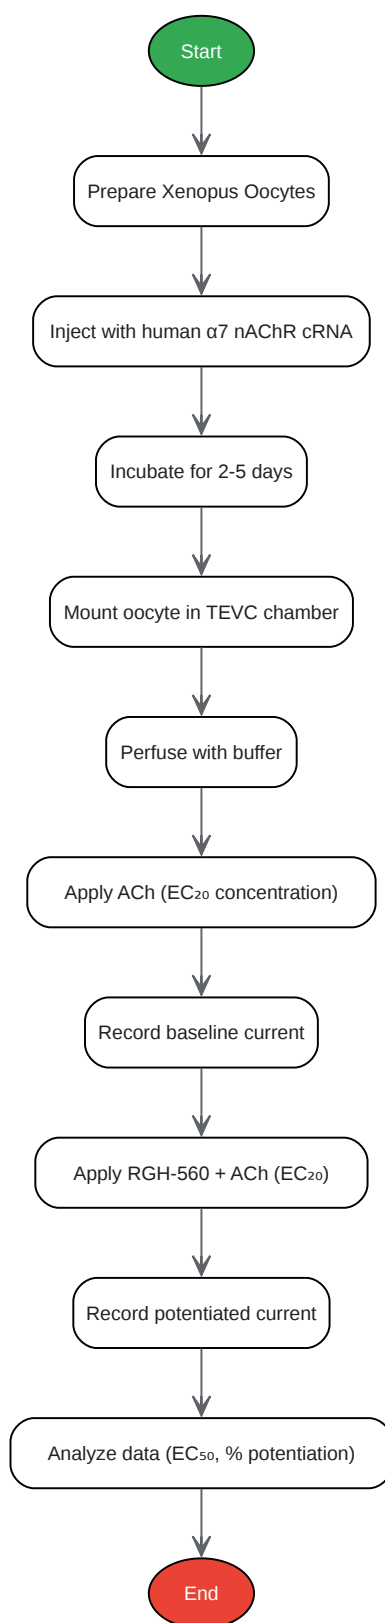 Start
Prepare Xenopus Oocytes
Inject with human α7 nAChR cRNA
Incubate for 2-5 days
Mount oocyte in TEVC chamber
Perfuse with buffer
Apply ACh (EC₂₀ concentration)
Record baseline current
Apply RGH-560 + ACh (EC₂₀)
Record potentiated current
Analyze data (EC₅₀, % potentiation)
End